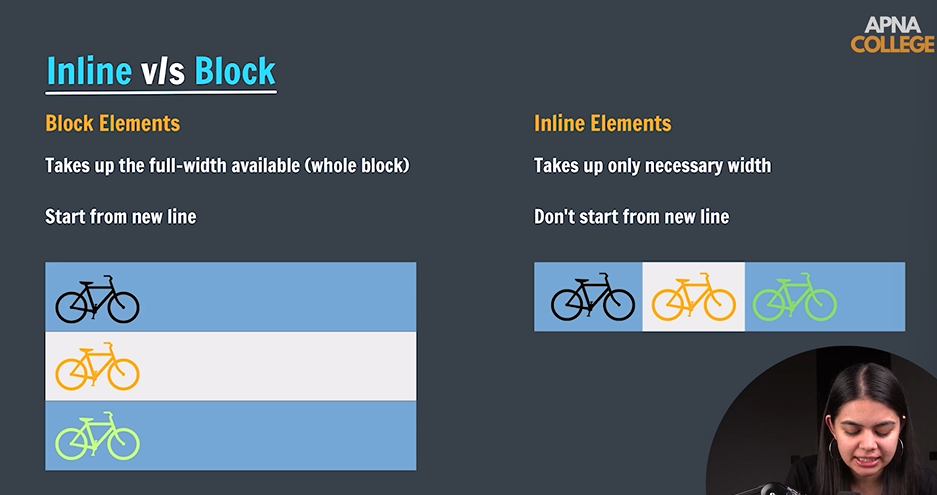 APNA
COLLEGE
Inline v/s Block
Block Elements
Takes up the full-width available (whole block)
Start from new line
Inline Elements
Takes up only necessary width
Don't start from new line